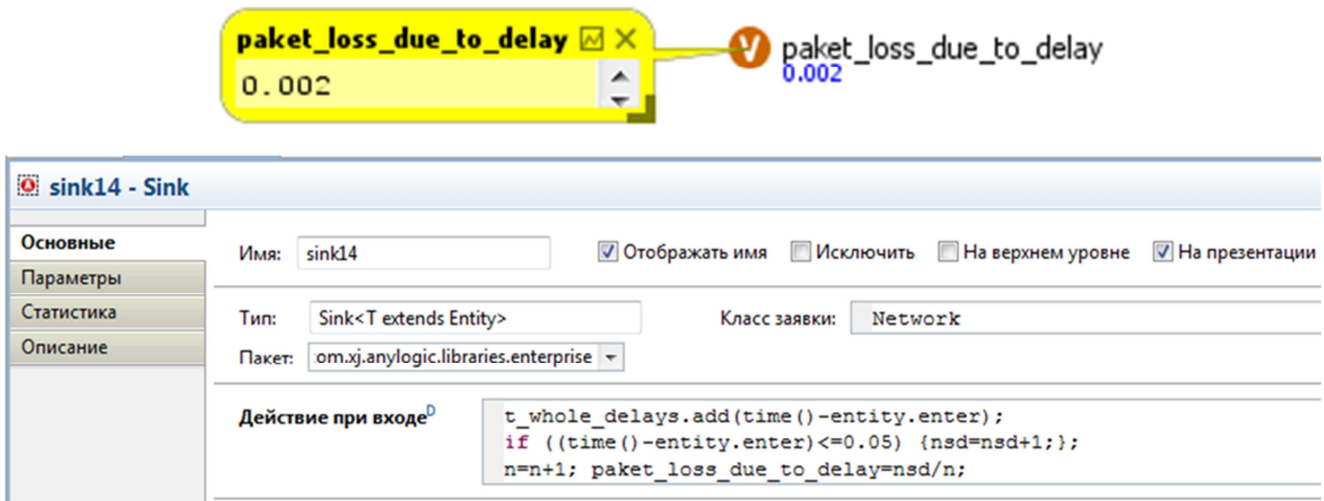 paket_loss_due_to_delay
0.002
paket_loss_due_to_delay
0.002
sink14 - Sink
Основные
Параметры
Статистика
Описание
Имя: sink14 Отображать имя Исключить На верхнем уровне На презентации
Тип: Sink<T extends Entity> Класс заявки: Network
Пакет: om.xj.anylogic.libraries.enterprise
Действие при входе D
t_whole_delays.add(time()-entity.enter);
if ((time()-entity.enter)<=0.05) {nsd=nsd+1;};
n=n+1; paket_loss_due_to_delay=nsd/n;